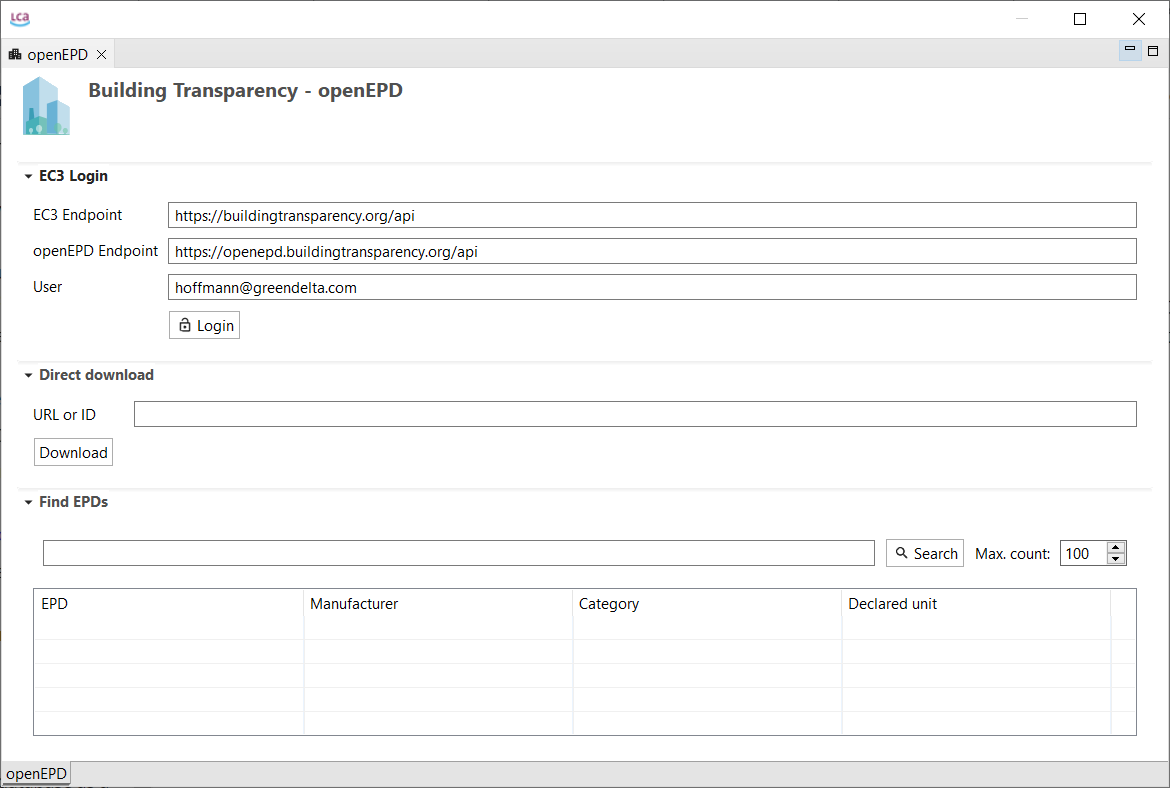 LCA
openEPD
Building Transparency - openEPD
EC3 Login
EC3 Endpoint https://buildingtransparency.org/api
openEPD Endpoint https://openepd.buildingtransparency.org/api
User hoffmann@greendelta.com
Login
Direct download
URL or ID
Download
Find EPDs
Search Max. count: 100
EPD Manufacturer Category Declared unit
openEPD